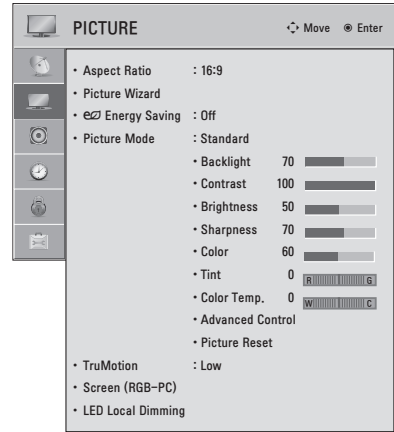 PICTURE Move Enter
• Aspect Ratio : 16:9
• Picture Wizard
• Energy Saving : Off
• Picture Mode : Standard
• Backlight 70
• Contrast 100
• Brightness 50
• Sharpness 70
• Color 60
• Tint 0 R G
• Color Temp. 0 W C
• Advanced Control
• Picture Reset
• TruMotion : Low
• Screen (RGB-PC)
• LED Local Dimming